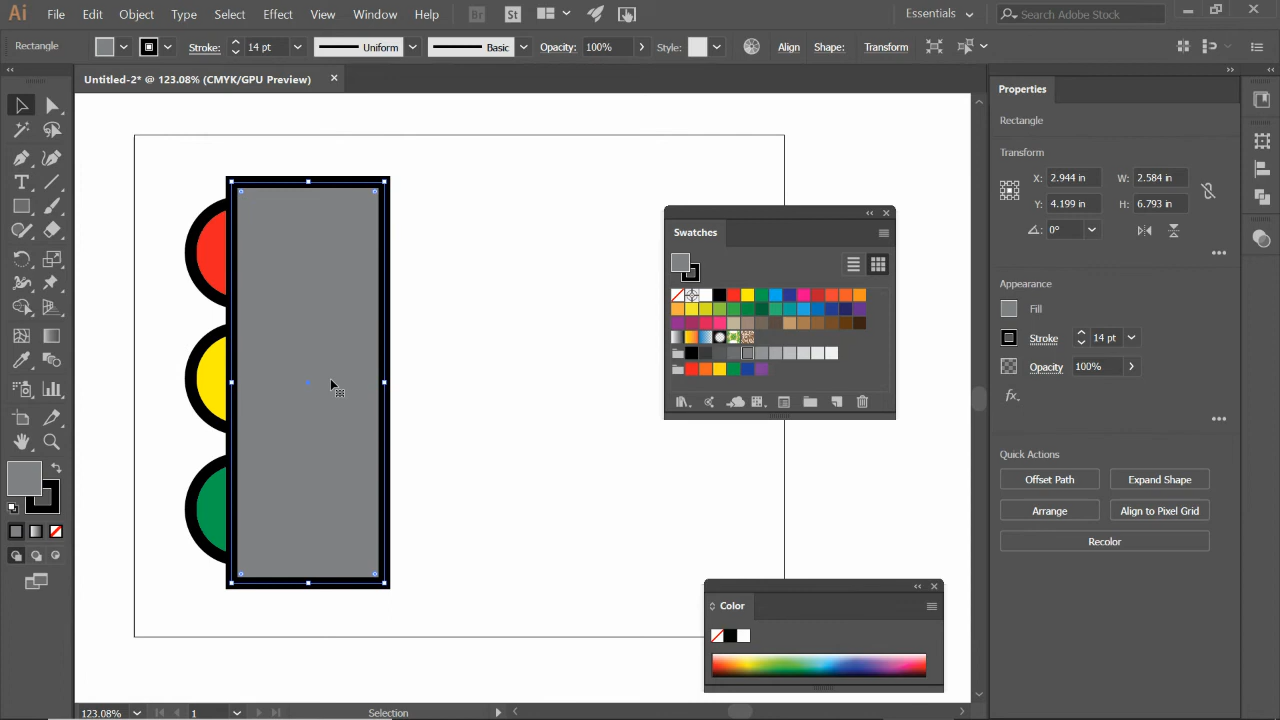 Ai File Edit Object Type Select Effect View Window Help Br St Essentials Search Adobe Stock
Rectangle Stroke: 14 pt Uniform Basic Opacity: 100% Style: Align Shape: Transform
Untitled-2* @ 123.08% (CMYK/GPU Preview)
Properties
Rectangle
Transform
X: 2.944 in W: 2.584 in
Y: 4.199 in H: 6.793 in
0°
Swatches
Appearance
Fill
Stroke 14 pt
Opacity 100%
fx
Quick Actions
Offset Path Expand Shape
Arrange Align to Pixel Grid
Recolor
Color
123.08% 1 Selection